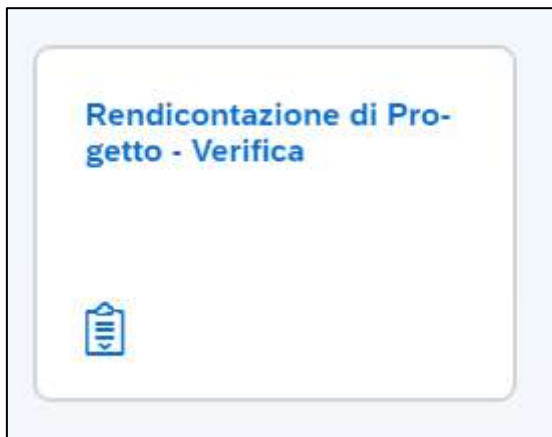 Rendicontazione di Pro-
getto - Verifica